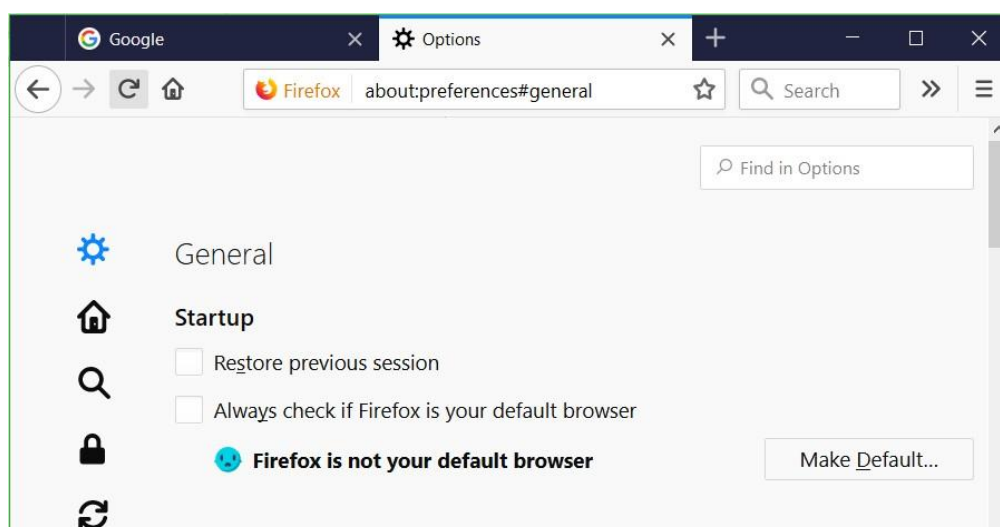 Google
Options
Firefox about:preferences#general
Search
Find in Options
General
Startup
Restore previous session
Always check if Firefox is your default browser
Firefox is not your default browser
Make Default...